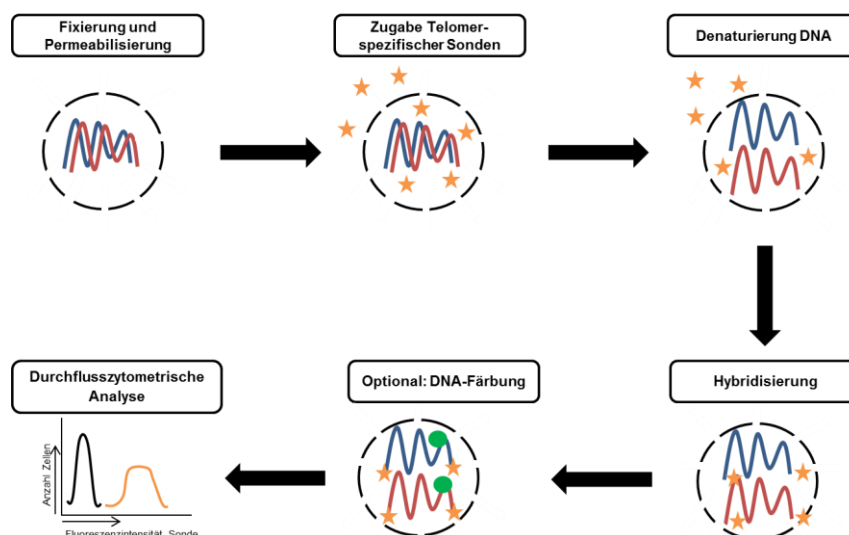 Fixierung und
Permeabilisierung
Zugabe Telomer-
spezifischer Sonden
Denaturierung DNA
Hybridisierung
Optional: DNA-Färbung
Durchflusszytometrische
Analyse
Anzahl Zellen
Fluoreszenzintensität Sonde